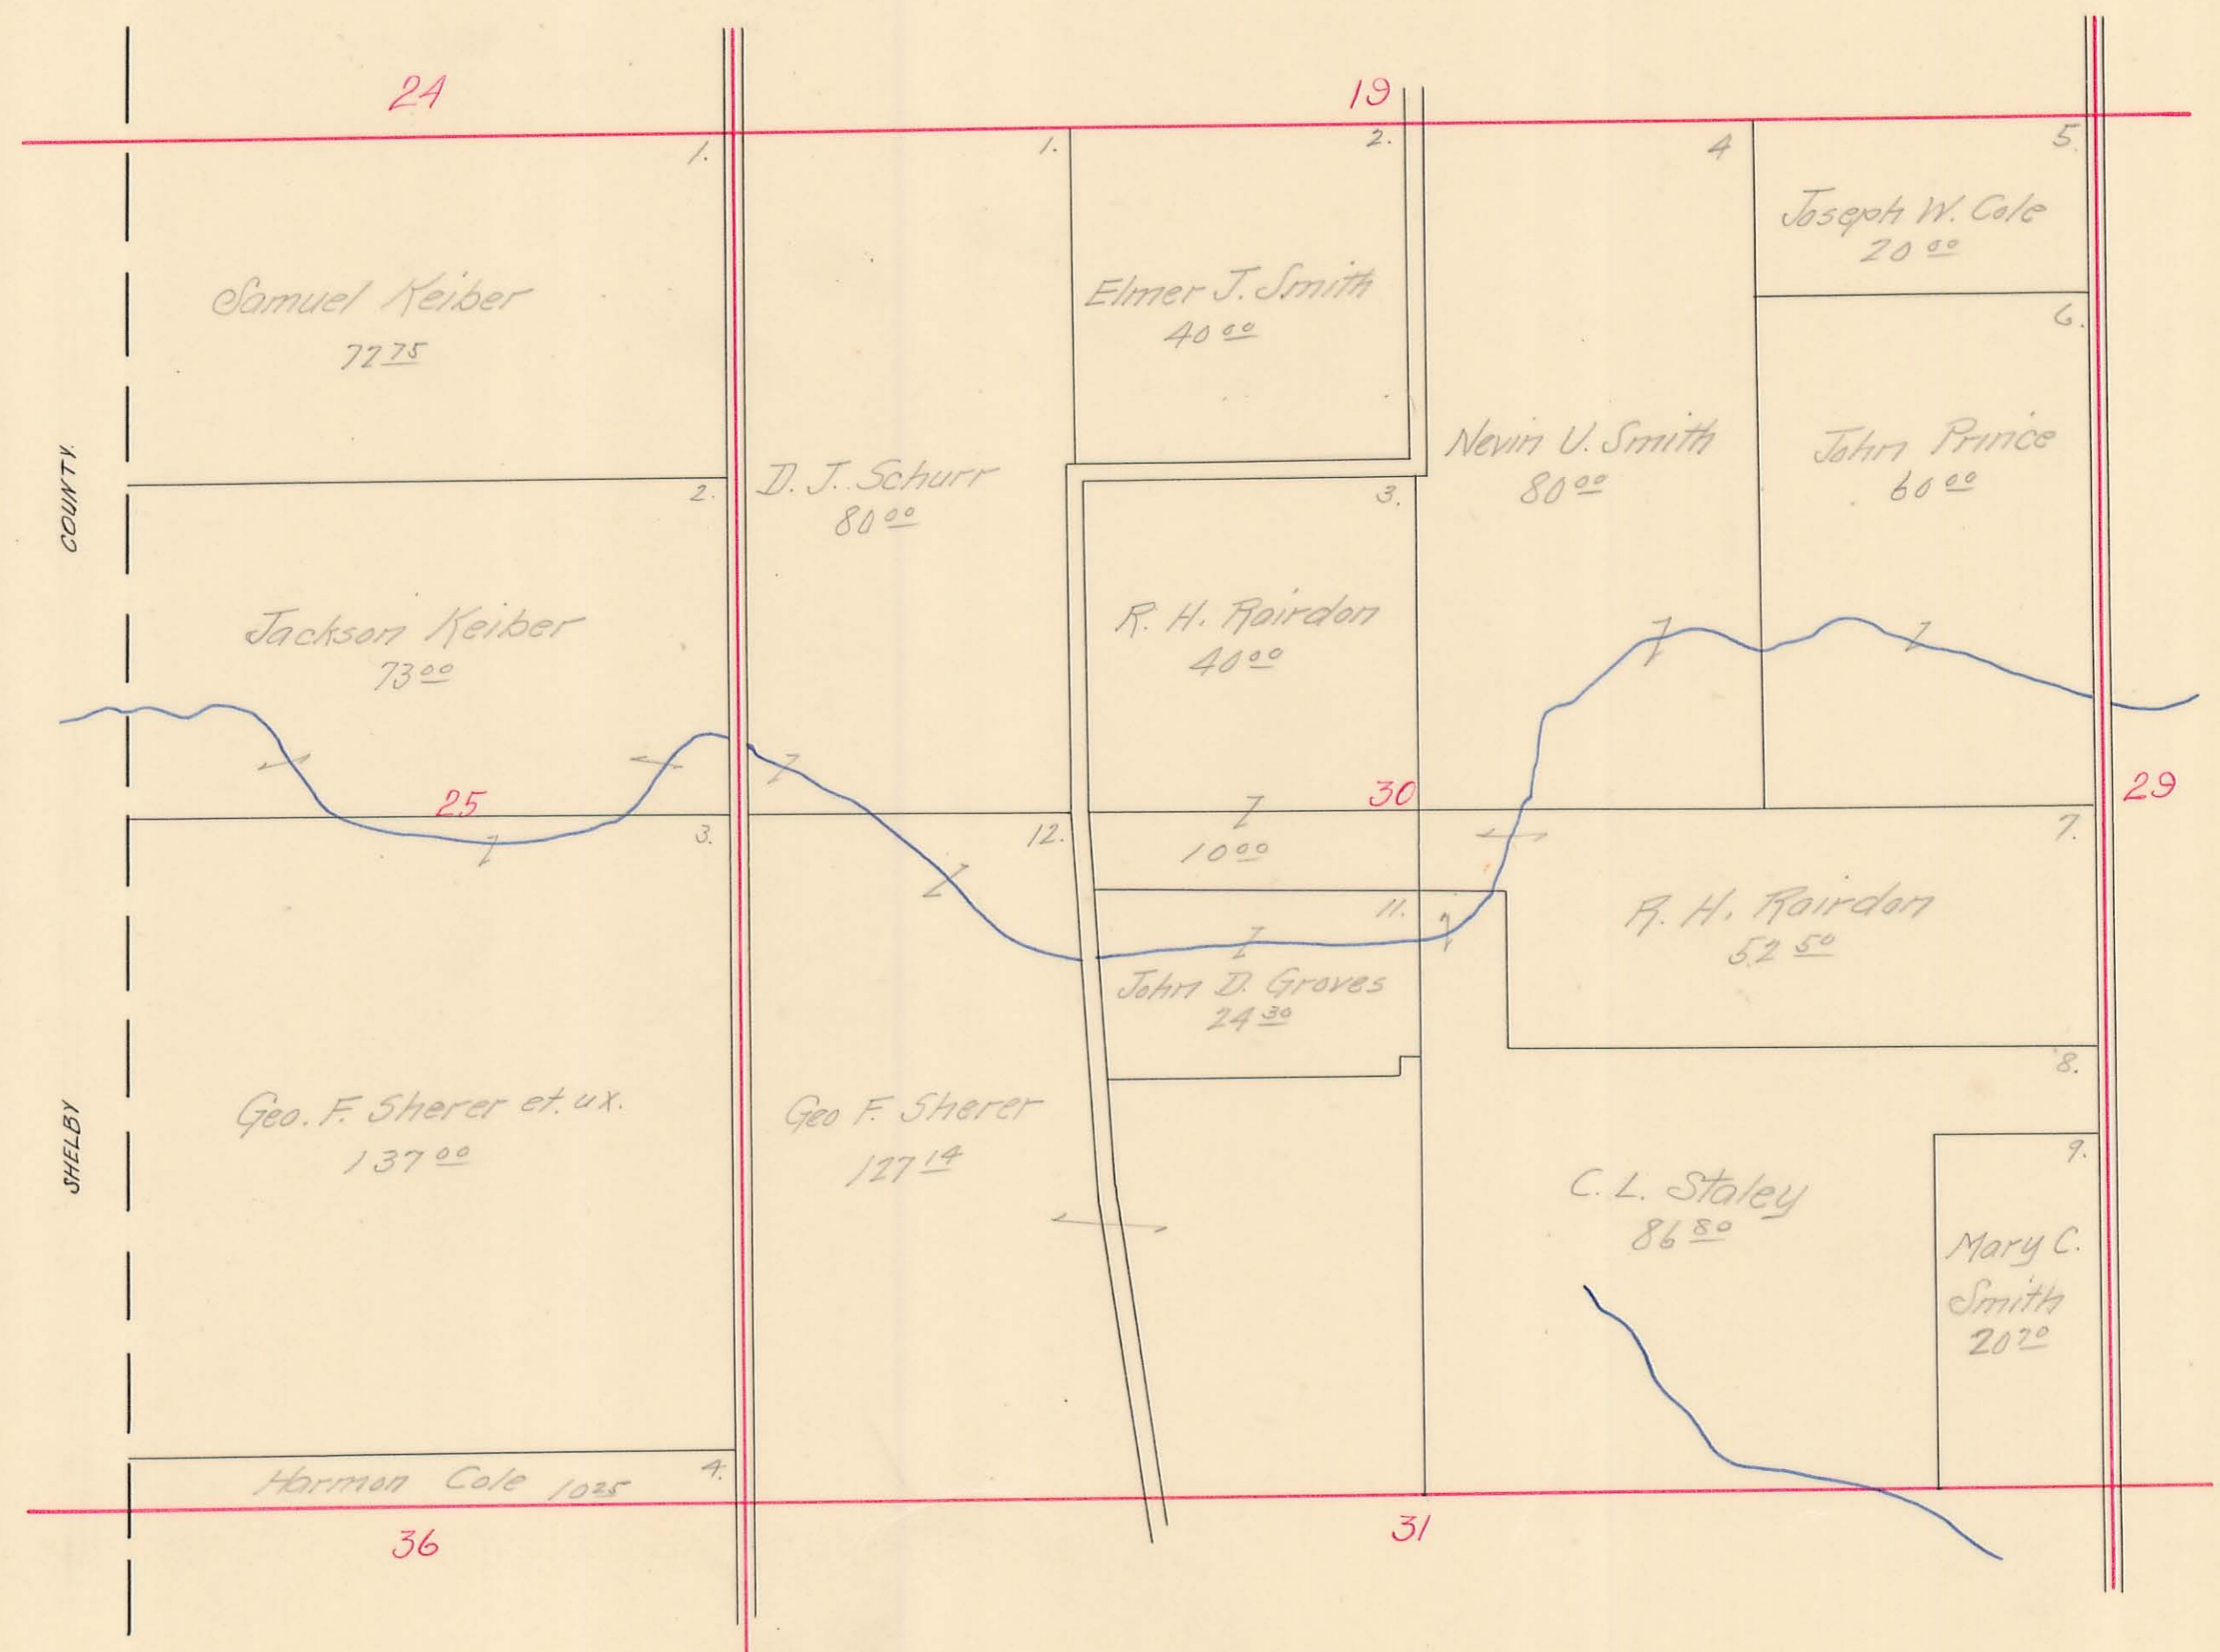 24
19
1.
1.
2.
4
5.
Joseph W. Cole
20 00
Samuel Keiber
72 75
Elmer J. Smith
40 00
6.
COUNTY.
D. J. Schurr
80 00
Nevin U. Smith
80 00
John Prince
60 00
2.
3.
Jackson Keiber
73 00
R. H. Rairdon
40 00
25
30
29
3.
12.
10 00
7.
11.
R. H. Rairdon
52 50
John D. Groves
24 30
8.
SHELBY
Geo. F. Sherer et. ux.
137 00
Geo F. Sherer
127 14
9.
C. L. Staley
86 80
Mary C.
Smith
20 20
4.
Harmon Cole 10 25
36
31